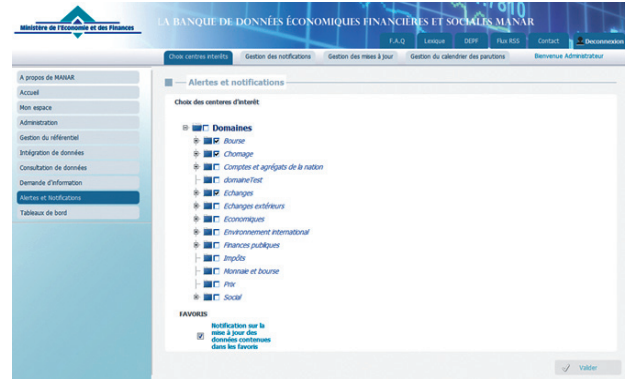 Ministère de l'Economie et des Finances
LA BANQUE DE DONNÉES ÉCONOMIQUES FINANCIERES ET SOCIALES MANAR
F.A.Q
Lexique
DEPF
Flux RSS
Contact
Deconnexion
Choix centres intérêts
Gestion des notifications
Gestion des mises à jour
Gestion du calendrier des parutions
Bienvenue Administrateur
A propos de MANAR
Accueil
Mon espace
Administration
Gestion du référentiel
Intégration de données
Consultation de données
Demande d'information
Alertes et Notifications
Tableaux de bord
Alertes et notifications
Choix des centeres d'interêt
Domaines
Bourse
Chomage
Comptes et agrégats de la nation
domaineTest
Echanges
Echanges extérieurs
Economiques
Environnement international
Finances publiques
Impôts
Monnaie et bourse
Prix
Social
FAVORIS
Notification sur la
mise à jour des
données contenues
dans les favoris
Valider